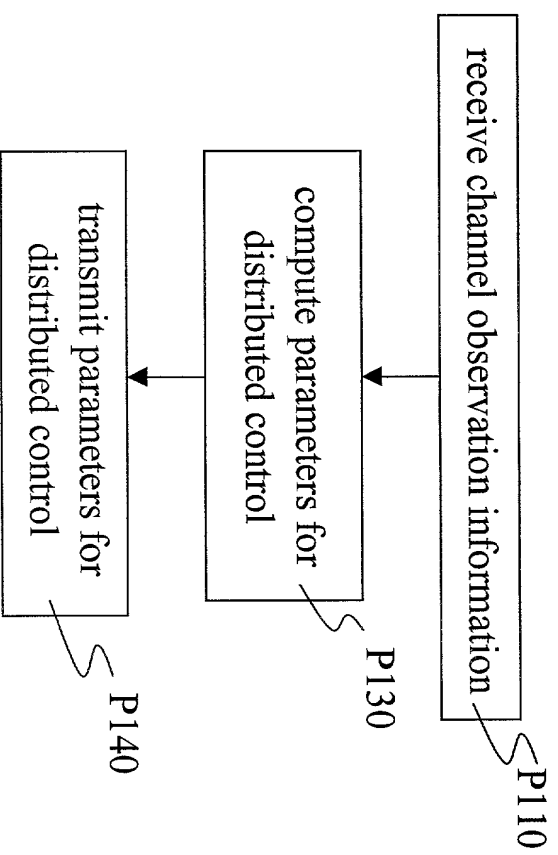 receive channel observation information
P110
compute parameters for
distributed control
P130
transmit parameters for
distributed control
P140